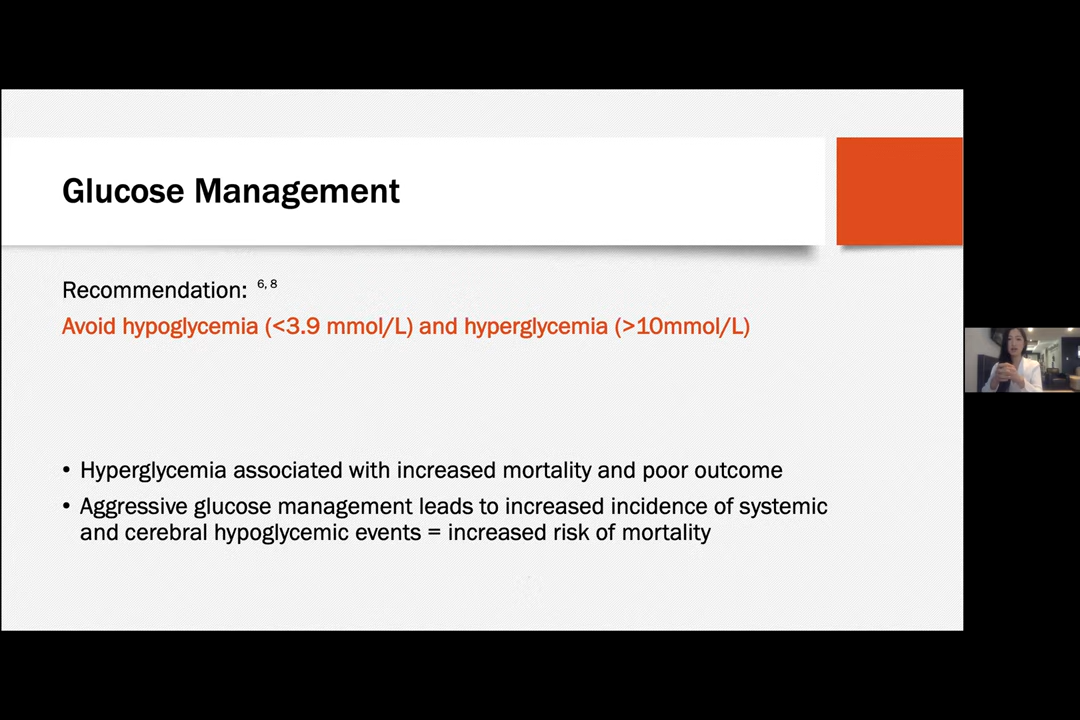 Glucose Management
Recommendation: 6, 8
Avoid hypoglycemia (<3.9 mmol/L) and hyperglycemia (>10mmol/L)
• Hyperglycemia associated with increased mortality and poor outcome
• Aggressive glucose management leads to increased incidence of systemic
and cerebral hypoglycemic events = increased risk of mortality